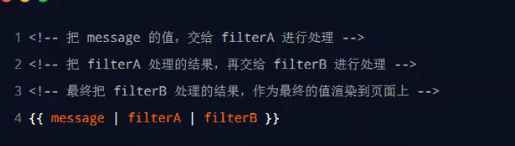 1 <!-- 把 message 的值，交给 filterA 进行处理 -->
2 <!-- 把 filterA 处理的结果，再交给 filterB 进行处理 -->
3 <!-- 最终把 filterB 处理的结果，作为最终的值渲染到页面上 -->
4 {{ message | filterA | filterB }}